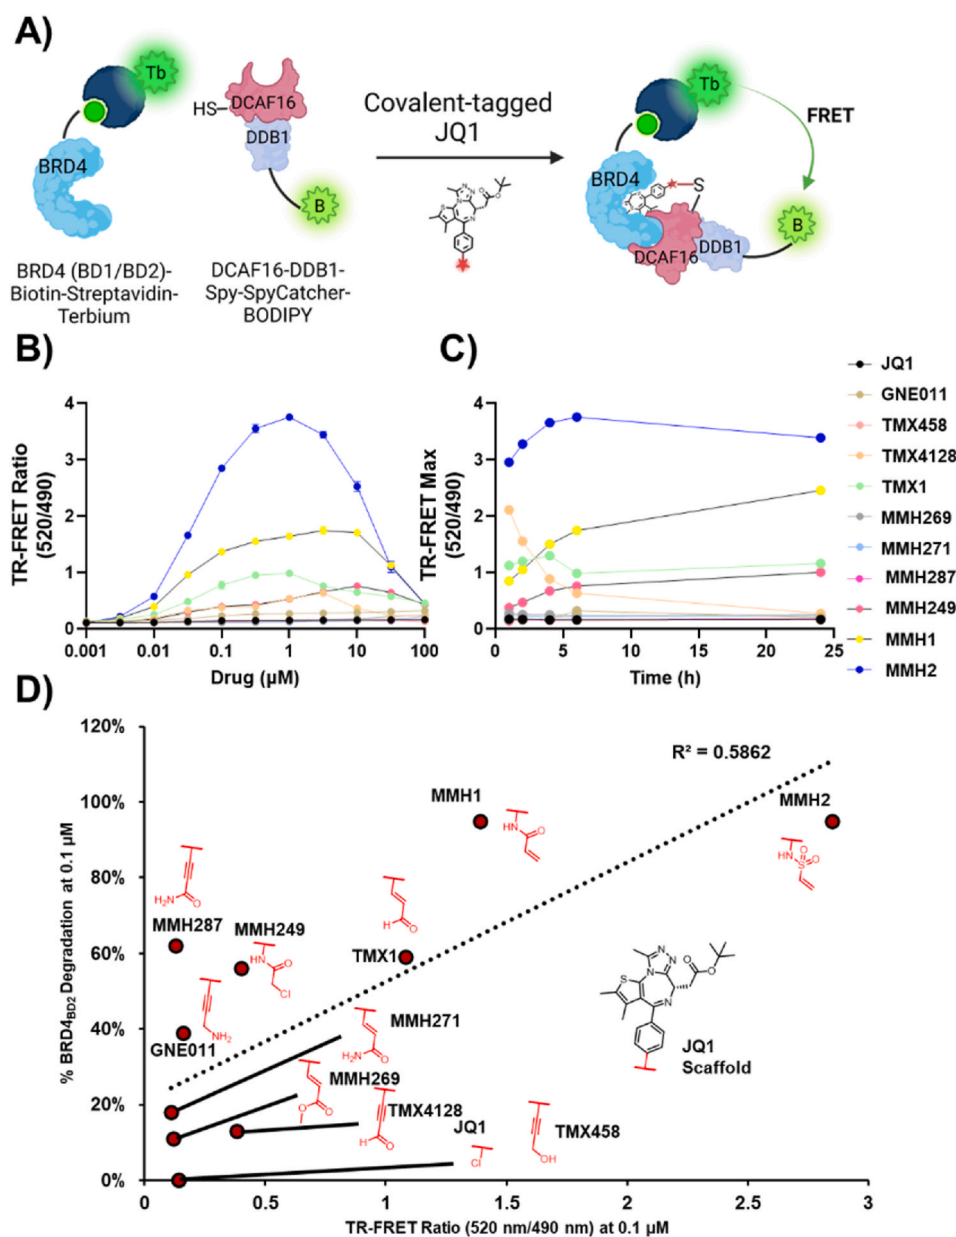 A)
Tb
HS
DCAF16
DDB1
BRD4
B
BRD4 (BD1/BD2)-
Biotin-Streptavidin-
Terbium
DCAF16-DDB1-
Spy-SpyCatcher-
BODIPY
Covalent-tagged
JQ1
Tb
FRET
BRD4
S
DCAF16
DDB1
B
B)
TR-FRET Ratio
(520/490)
4
3
2
1
0
0.001
0.01
0.1
1
10
100
Drug (µM)
C)
TR-FRET Max
(520/490)
4
3
2
1
0
0
5
10
15
20
25
Time (h)
JQ1
GNE011
TMX458
TMX4128
TMX1
MMH269
MMH271
MMH287
MMH249
MMH1
MMH2
D)
% BRD4BD2 Degradation at 0.1 µM
120%
100%
80%
60%
40%
20%
0%
R² = 0.5862
MMH1
MMH2
MMH287
MMH249
TMX1
GNE011
MMH271
MMH269
TMX4128
JQ1
TMX458
JQ1
Scaffold
0
0.5
1
1.5
2
2.5
3
TR-FRET Ratio (520 nm/490 nm) at 0.1 µM